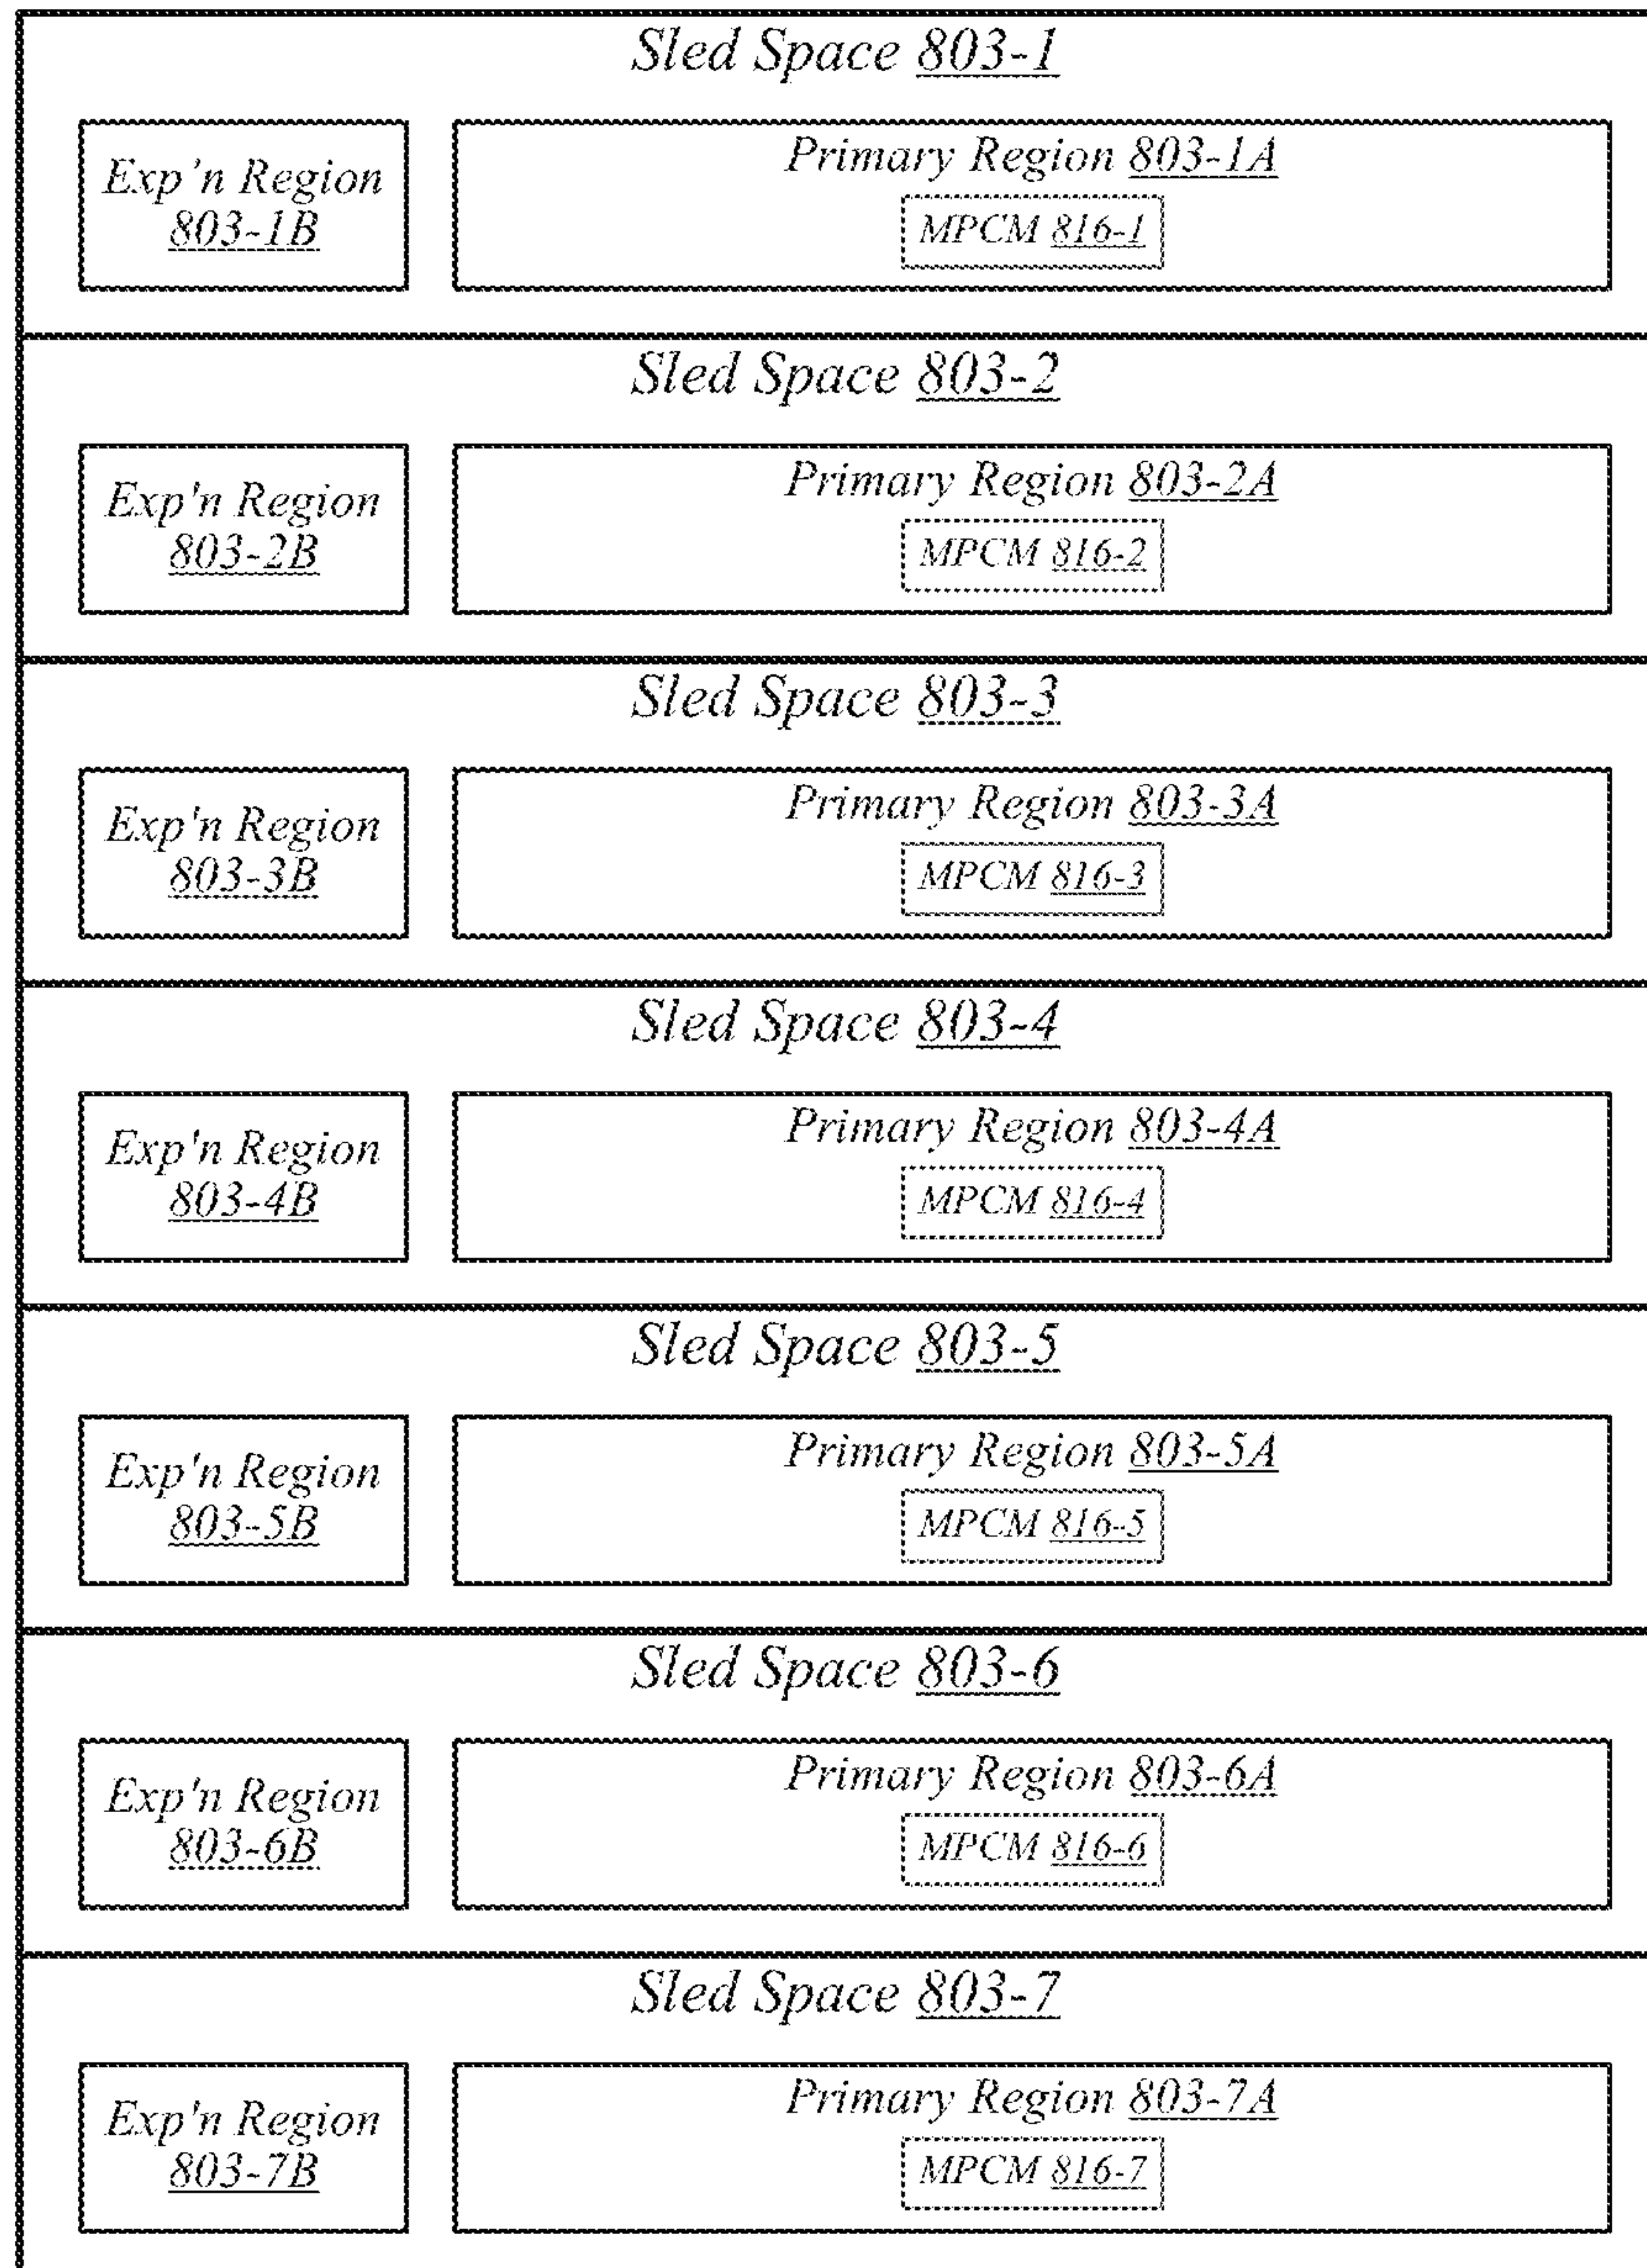 Sled Space 803-1
Exp'n Region
803-1B
Primary Region 803-1A
MPCM 816-1
Sled Space 803-2
Exp'n Region
803-2B
Primary Region 803-2A
MPCM 816-2
Sled Space 803-3
Exp'n Region
803-3B
Primary Region 803-3A
MPCM 816-3
Sled Space 803-4
Exp'n Region
803-4B
Primary Region 803-4A
MPCM 816-4
Sled Space 803-5
Exp'n Region
803-5B
Primary Region 803-5A
MPCM 816-5
Sled Space 803-6
Exp'n Region
803-6B
Primary Region 803-6A
MPCM 816-6
Sled Space 803-7
Exp'n Region
803-7B
Primary Region 803-7A
MPCM 816-7